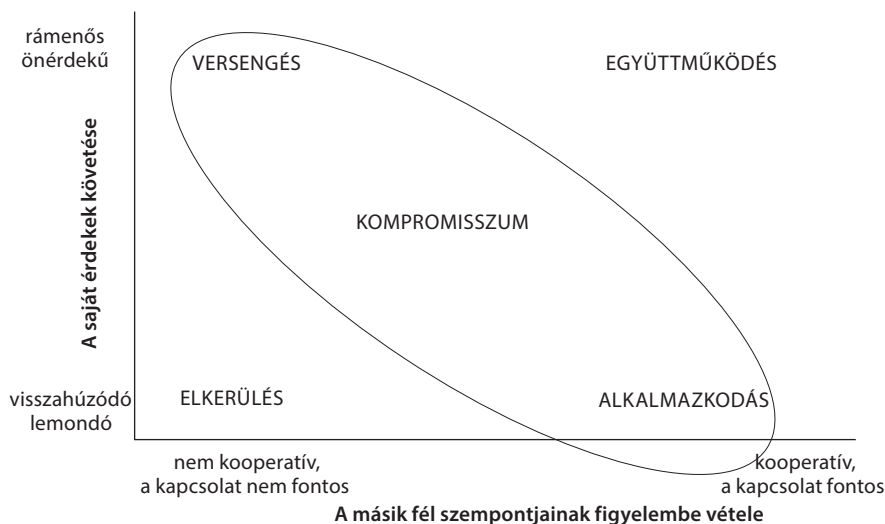 rámenős
önérdekű
VERSENGÉS
EGYÜTTMŰKÖDÉS
A saját érdekek követése
KOMPROMISSZUM
visszahúzódó
lemondó
ELKERÜLÉS
ALKALMAZKODÁS
nem kooperatív,
a kapcsolat nem fontos
kooperatív,
a kapcsolat fontos
A másik fél szempontjainak figyelembe vétele